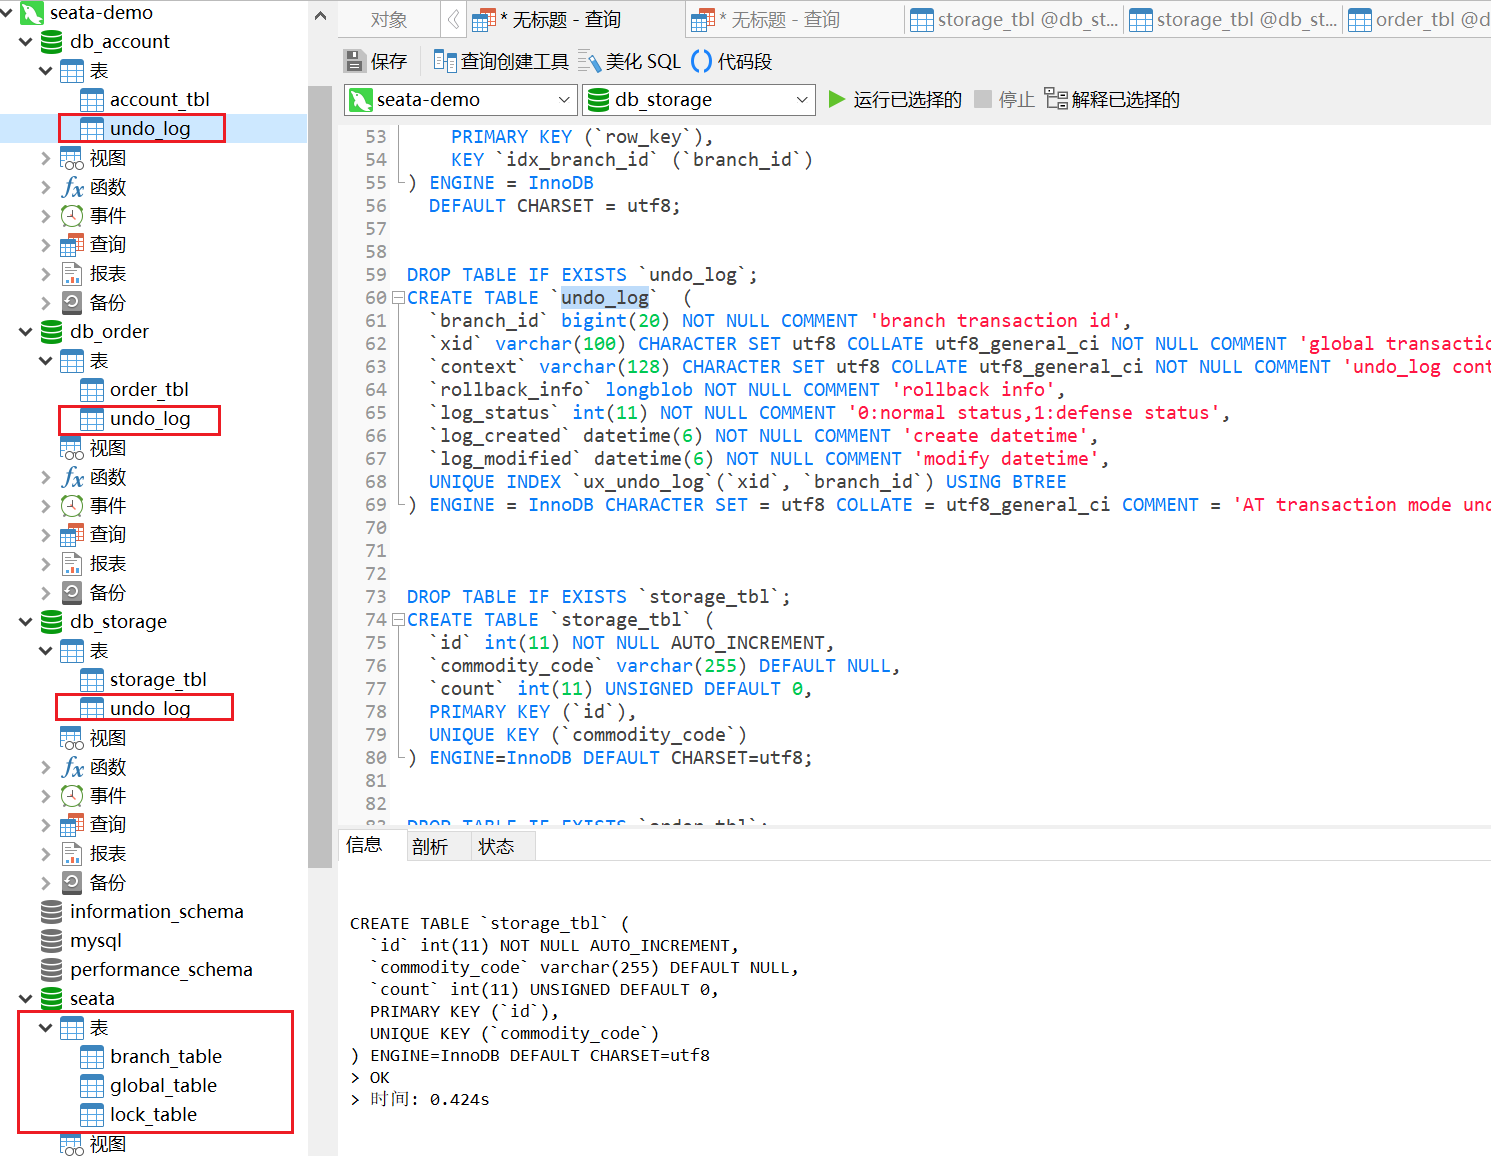 seata-demo
db_account
表
account_tbl
undo_log
视图
函数
事件
查询
报表
备份
db_order
表
order_tbl
undo_log
视图
函数
事件
查询
报表
备份
db_storage
表
storage_tbl
undo_log
视图
函数
事件
查询
报表
备份
information_schema
mysql
performance_schema
seata
表
branch_table
global_table
lock_table
视图
对象 * 无标题 - 查询 * 无标题 - 查询 storage_tbl @db_st... storage_tbl @db_st... order_tbl @d
保存 查询创建工具 美化 SQL 代码段
seata-demo db_storage 运行已选择的 停止 解释已选择的
53 PRIMARY KEY (`row_key`),
54 KEY `idx_branch_id` (`branch_id`)
55 ) ENGINE = InnoDB
56 DEFAULT CHARSET = utf8;
57
58
59 DROP TABLE IF EXISTS `undo_log`;
60 CREATE TABLE `undo_log`  (
61 `branch_id` bigint(20) NOT NULL COMMENT 'branch transaction id',
62 `xid` varchar(100) CHARACTER SET utf8 COLLATE utf8_general_ci NOT NULL COMMENT 'global transactio
63 `context` varchar(128) CHARACTER SET utf8 COLLATE utf8_general_ci NOT NULL COMMENT 'undo_log cont
64 `rollback_info` longblob NOT NULL COMMENT 'rollback info',
65 `log_status` int(11) NOT NULL COMMENT '0:normal status,1:defense status',
66 `log_created` datetime(6) NOT NULL COMMENT 'create datetime',
67 `log_modified` datetime(6) NOT NULL COMMENT 'modify datetime',
68 UNIQUE INDEX `ux_undo_log`(`xid`, `branch_id`) USING BTREE
69 ) ENGINE = InnoDB CHARACTER SET = utf8 COLLATE = utf8_general_ci COMMENT = 'AT transaction mode und
70
71
72
73 DROP TABLE IF EXISTS `storage_tbl`;
74 CREATE TABLE `storage_tbl` (
75 `id` int(11) NOT NULL AUTO_INCREMENT,
76 `commodity_code` varchar(255) DEFAULT NULL,
77 `count` int(11) UNSIGNED DEFAULT 0,
78 PRIMARY KEY (`id`),
79 UNIQUE KEY (`commodity_code`)
80 ) ENGINE=InnoDB DEFAULT CHARSET=utf8;
81
82
83 DROP TABLE IF EXISTS `order_tbl`;
信息 剖析 状态
CREATE TABLE `storage_tbl` (
`id` int(11) NOT NULL AUTO_INCREMENT,
`commodity_code` varchar(255) DEFAULT NULL,
`count` int(11) UNSIGNED DEFAULT 0,
PRIMARY KEY (`id`),
UNIQUE KEY (`commodity_code`)
) ENGINE=InnoDB DEFAULT CHARSET=utf8
> OK
> 时间: 0.424s